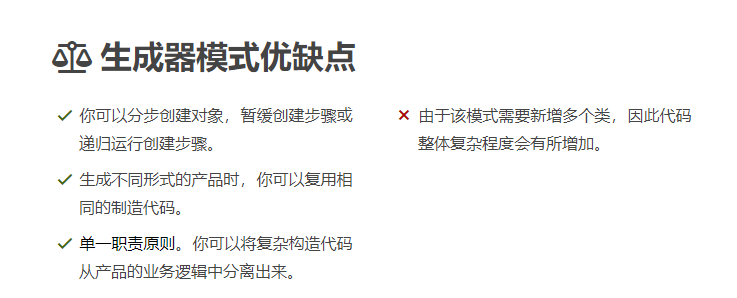 生成器模式优缺点
你可以分步创建对象，暂缓创建步骤或
递归运行创建步骤。
生成不同形式的产品时，你可以复用相
同的制造代码。
单一职责原则。你可以将复杂构造代码
从产品的业务逻辑中分离出来。
由于该模式需要新增多个类，因此代码
整体复杂程度会有所增加。